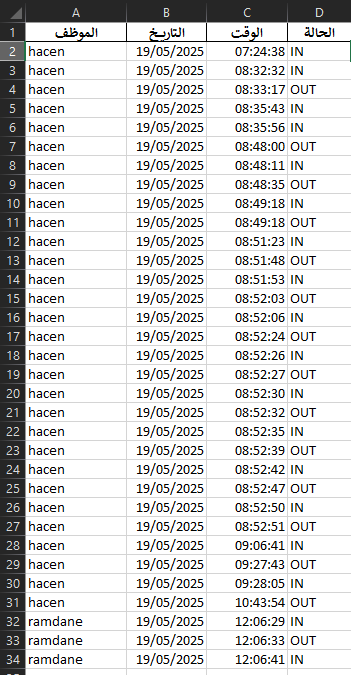 A B C D
1 الموظف التاريخ الوقت الحالة
2 hacen 19/05/2025 07:24:38 IN
3 hacen 19/05/2025 08:32:32 IN
4 hacen 19/05/2025 08:33:17 OUT
5 hacen 19/05/2025 08:35:43 IN
6 hacen 19/05/2025 08:35:56 IN
7 hacen 19/05/2025 08:48:00 OUT
8 hacen 19/05/2025 08:48:11 IN
9 hacen 19/05/2025 08:48:35 OUT
10 hacen 19/05/2025 08:49:18 IN
11 hacen 19/05/2025 08:49:18 OUT
12 hacen 19/05/2025 08:51:23 IN
13 hacen 19/05/2025 08:51:48 OUT
14 hacen 19/05/2025 08:51:53 IN
15 hacen 19/05/2025 08:52:03 OUT
16 hacen 19/05/2025 08:52:06 IN
17 hacen 19/05/2025 08:52:24 OUT
18 hacen 19/05/2025 08:52:26 IN
19 hacen 19/05/2025 08:52:27 OUT
20 hacen 19/05/2025 08:52:30 IN
21 hacen 19/05/2025 08:52:32 OUT
22 hacen 19/05/2025 08:52:35 IN
23 hacen 19/05/2025 08:52:39 OUT
24 hacen 19/05/2025 08:52:42 IN
25 hacen 19/05/2025 08:52:47 OUT
26 hacen 19/05/2025 08:52:50 IN
27 hacen 19/05/2025 08:52:51 OUT
28 hacen 19/05/2025 09:06:41 IN
29 hacen 19/05/2025 09:27:43 OUT
30 hacen 19/05/2025 09:28:05 IN
31 hacen 19/05/2025 10:43:54 OUT
32 ramdane 19/05/2025 12:06:29 IN
33 ramdane 19/05/2025 12:06:33 OUT
34 ramdane 19/05/2025 12:06:41 IN